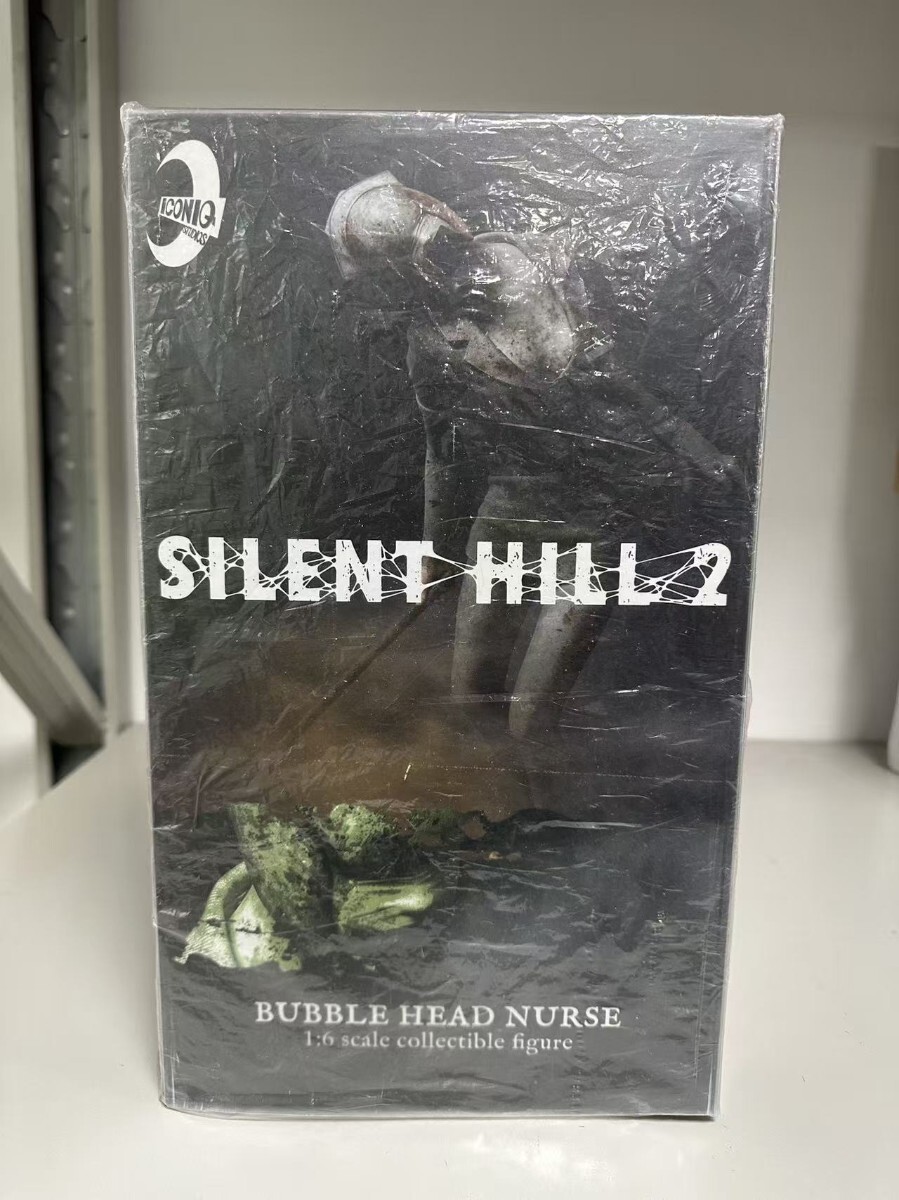 ICONIQ
STUDIOS
SILENT HILL 2
BUBBLE HEAD NURSE
1:6 scale collectible figure